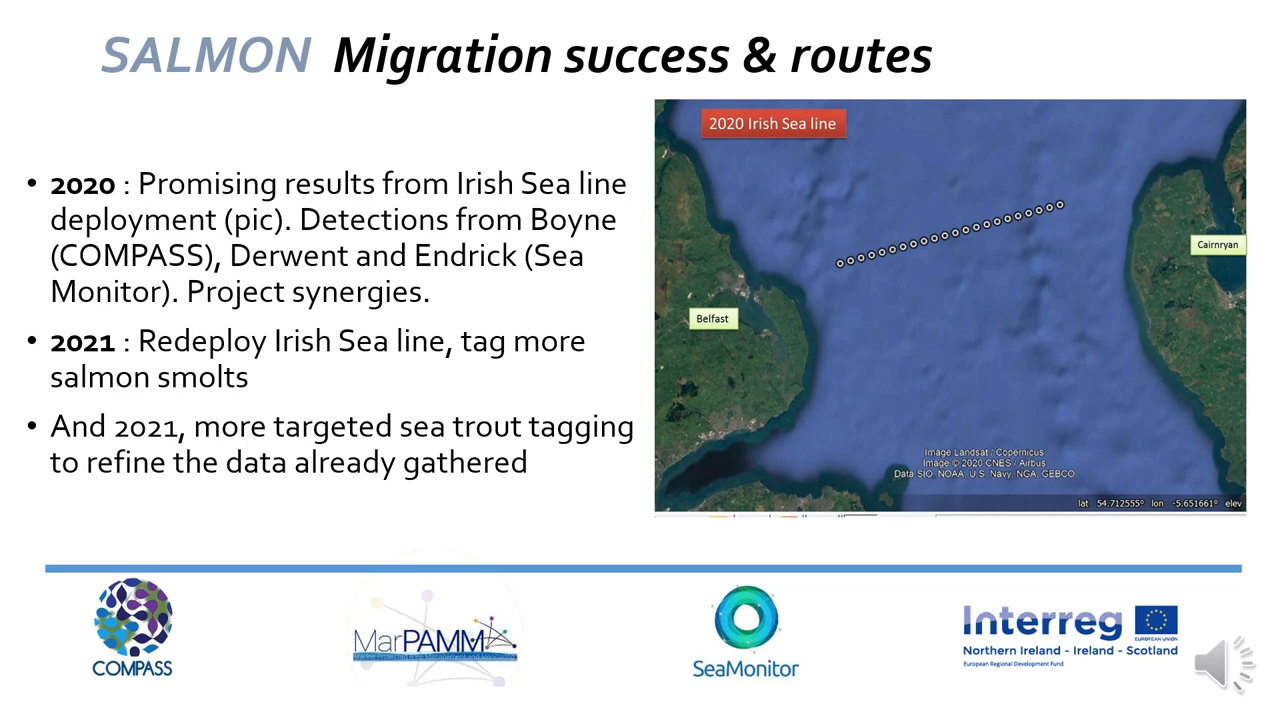 SALMON Migration success & routes
2020 Irish Sea line
• 2020 : Promising results from Irish Sea line
deployment (pic). Detections from Boyne
(COMPASS), Derwent and Endrick (Sea
Monitor). Project synergies.
• 2021 : Redeploy Irish Sea line, tag more
salmon smolts
• And 2021, more targeted sea trout tagging
to refine the data already gathered
Cairnryan
Belfast
Image Landsat / Copernicus
Image © 2020 CNES / Airbus
Data SIO, NOAA, U.S. Navy, NGA, GEBCO
lat 54.712555° lon -5.651661° elev
COMPASS
MarPAMM
SeaMonitor
Interreg
EUROPEAN UNION
Northern Ireland - Ireland - Scotland
European Regional Development Fund